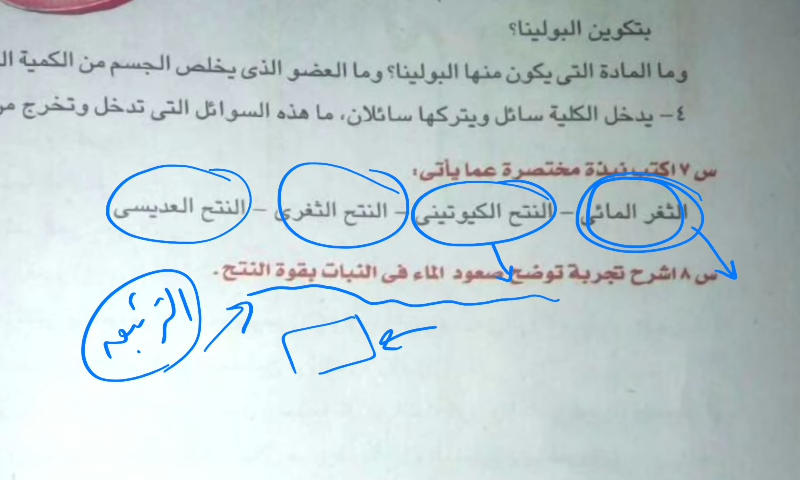 بتكوين البولينا؟
وما المادة التى يكون منها البولينا؟ وما العضو الذى يخلص الجسم من الكمية
٤- يدخل الكلية سائل ويتركها سائلان، ما هذه السوائل التى تدخل وتخرج
س ٧ اكتب نبذة مختصرة عما يأتى:
الثغر المائى - النتح الكيوتينى - النتح الثغرى - النتح العديسى
س ٨ اشرح تجربة توضح صعود الماء فى النبات بقوة النتح.